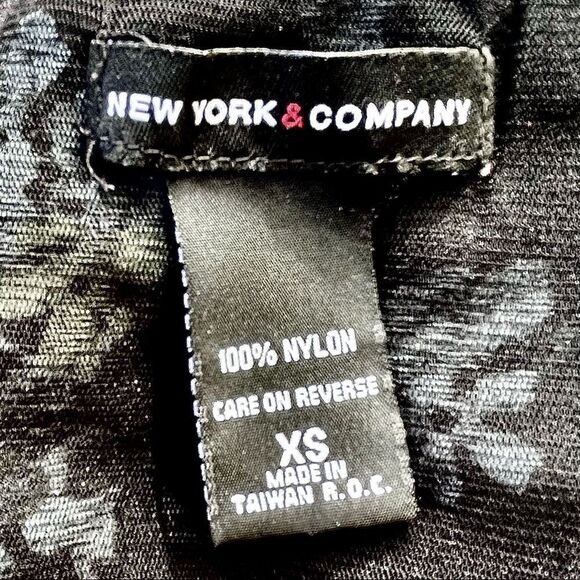 NEW YORK & COMPANY
100% NYLON
CARE ON REVERSE
XS
MADE IN
TAIWAN R.O.C.